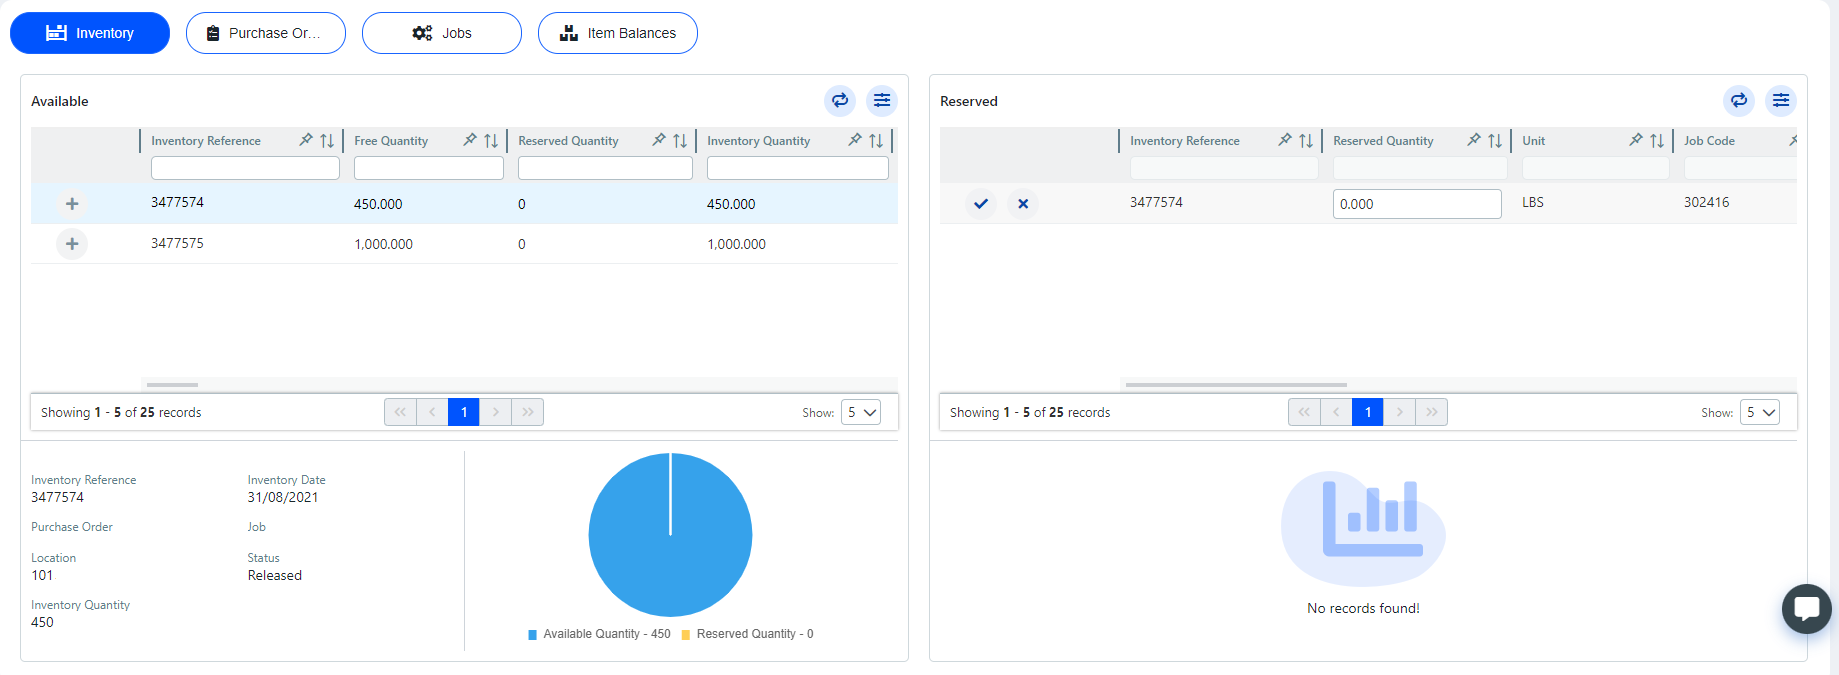 Inventory
Purchase Or...
Jobs
Item Balances
Available
Inventory Reference
Free Quantity
Reserved Quantity
Inventory Quantity
3477574
450.000
0
450.000
3477575
1,000.000
0
1,000.000
Showing 1 - 5 of 25 records
1
Show:
5
Inventory Reference
3477574
Inventory Date
31/08/2021
Purchase Order
Job
Location
101
Status
Released
Inventory Quantity
450
Available Quantity - 450
Reserved Quantity - 0
Reserved
Inventory Reference
Reserved Quantity
Unit
Job Code
3477574
0.000
LBS
302416
Showing 1 - 5 of 25 records
1
Show:
5
No records found!